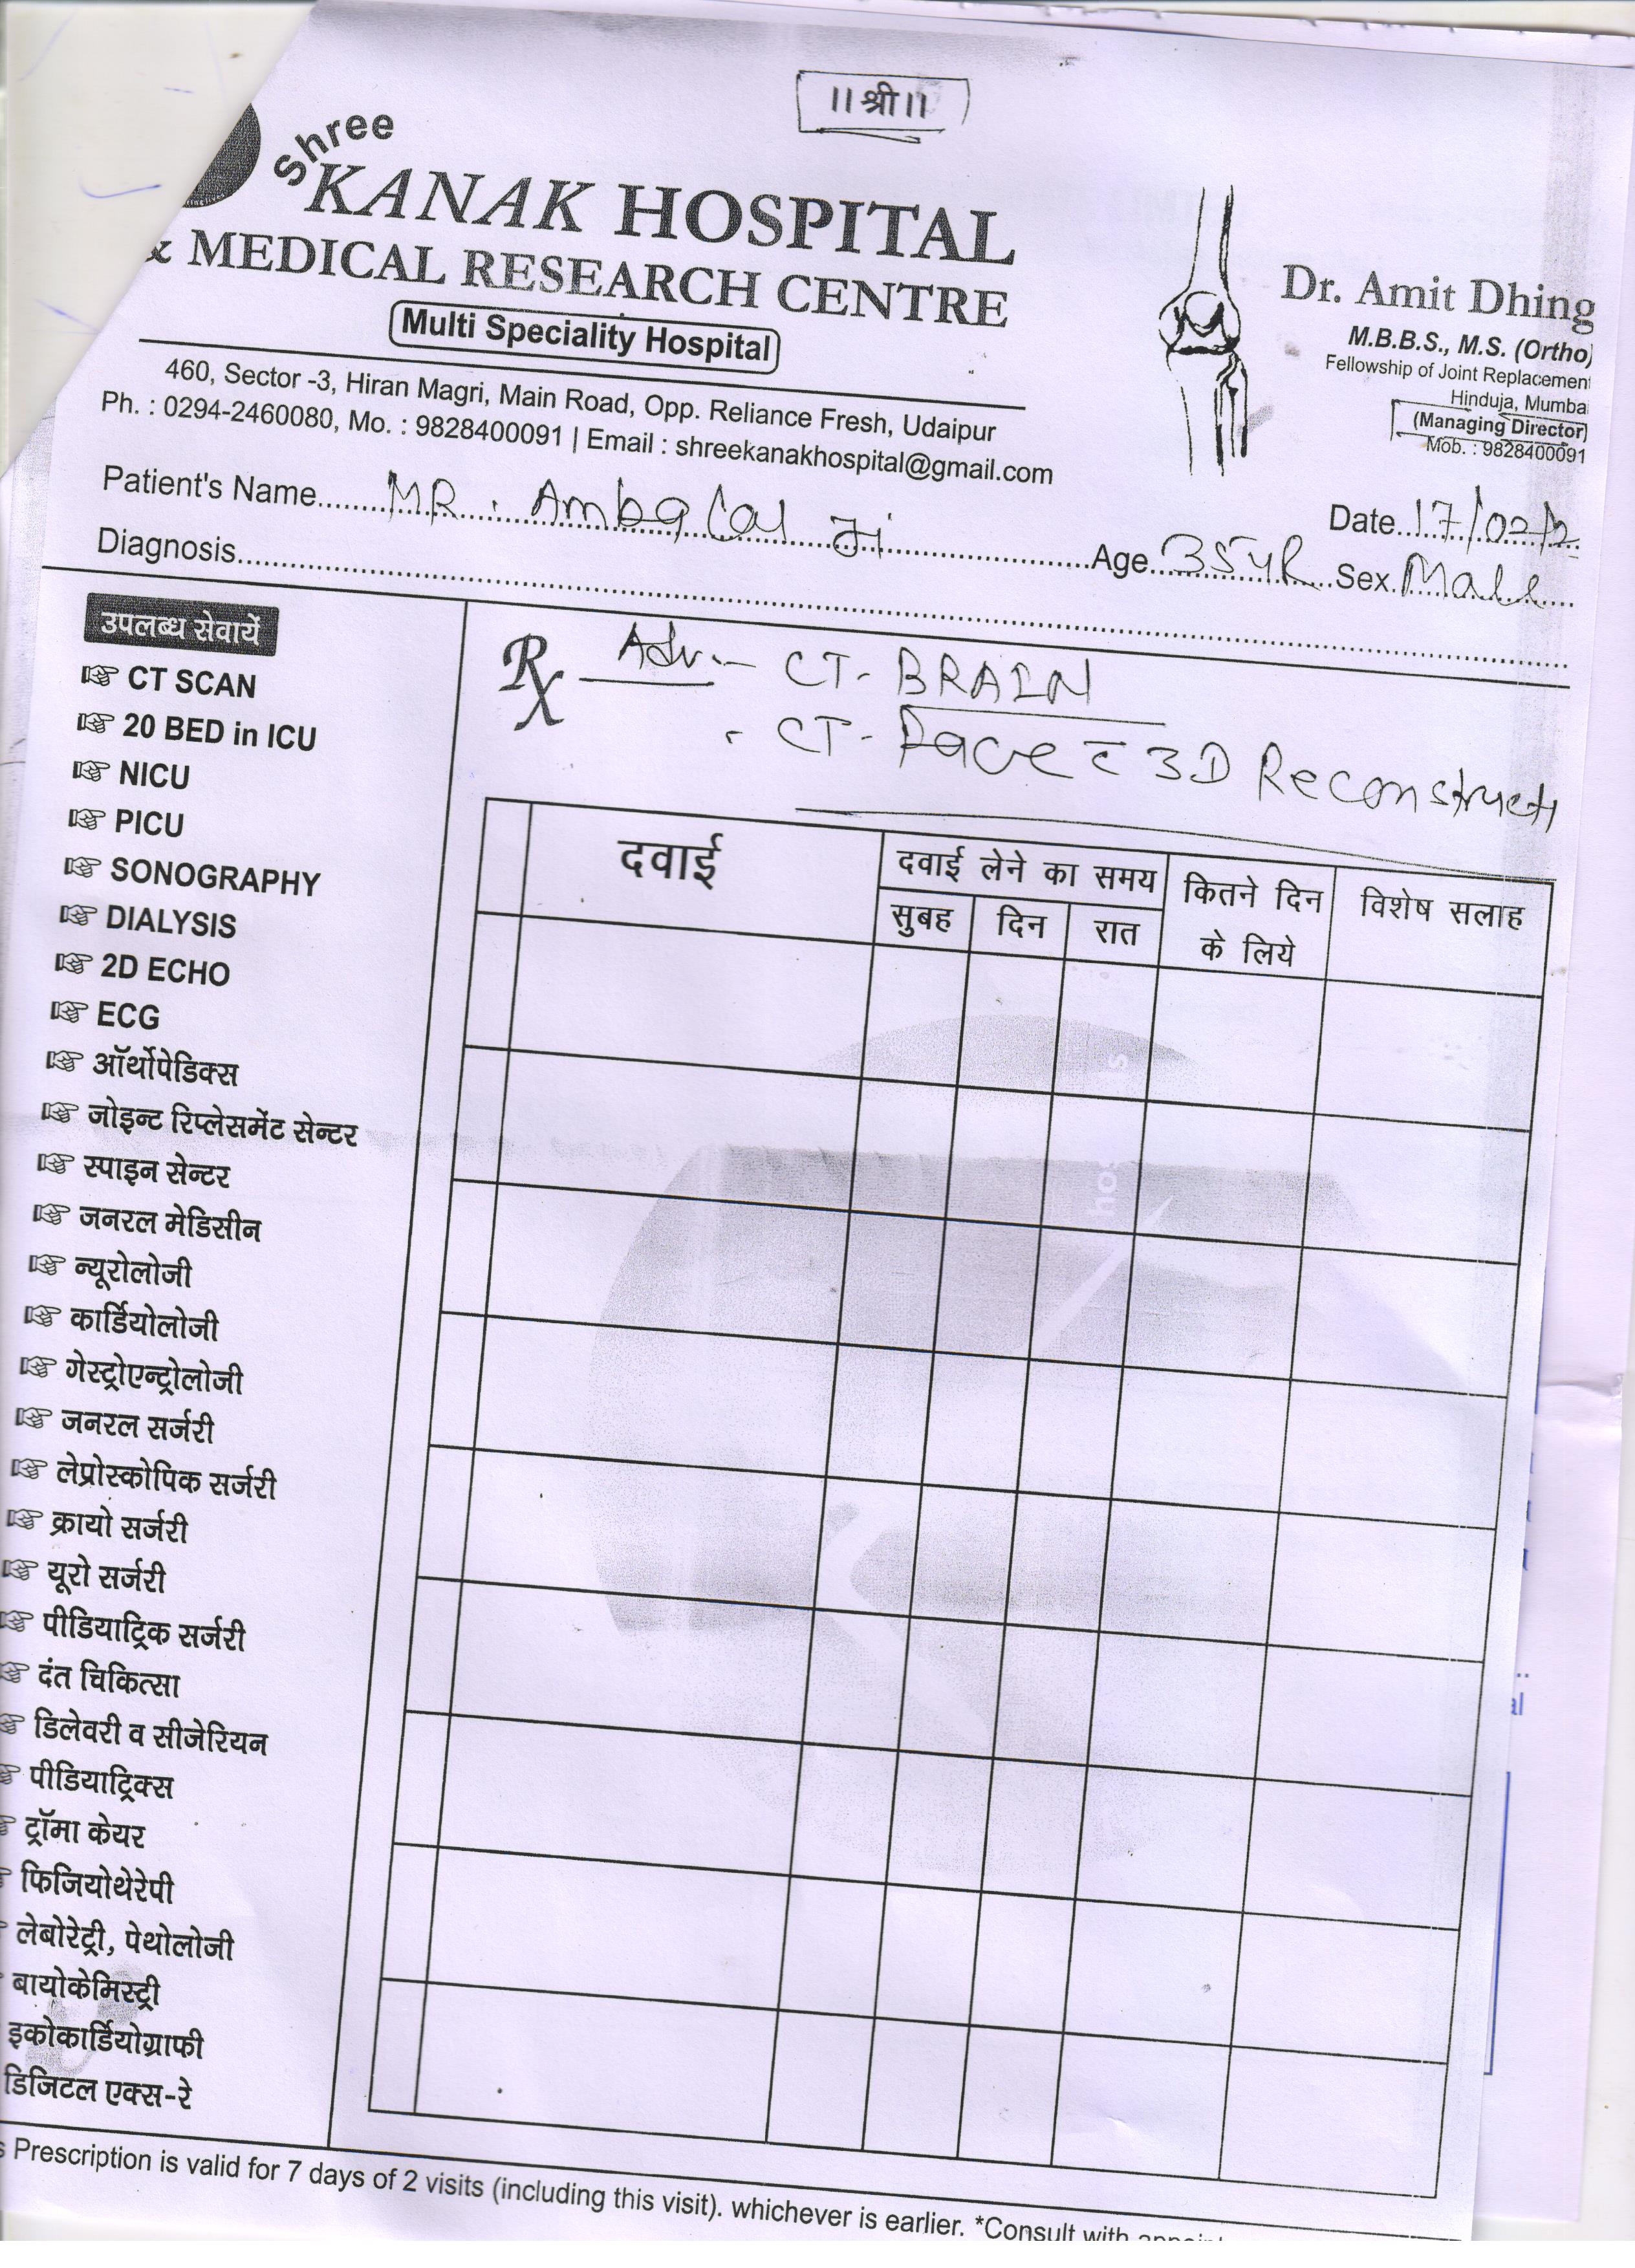 ।। श्री ।।
Shree
KANAK HOSPITAL
& MEDICAL RESEARCH CENTRE
Multi Speciality Hospital
460, Sector -3, Hiran Magri, Main Road, Opp. Reliance Fresh, Udaipur
Ph. : 0294-2460080, Mo. : 9828400091 | Email : shreekanakhospital@gmail.com
Dr. Amit Dhing
M.B.B.S., M.S. (Ortho)
Fellowship of Joint Replacement
Hinduja, Mumba
(Managing Director)
Mob. : 9828400091
Date..17/02/2
Patient's Name......MR. Ambalal ji......Age..35 YR...Sex.Male
Diagnosis
उपलब्ध सेवायें
CT SCAN
20 BED in ICU
NICU
PICU
SONOGRAPHY
DIALYSIS
2D ECHO
ECG
ऑर्थोपेडिक्स
जोइन्ट रिप्लेसमेंट सेन्टर
स्पाइन सेन्टर
जनरल मेडिसीन
न्यूरोलोजी
कार्डियोलोजी
गेस्ट्रोएन्ट्रोलोजी
जनरल सर्जरी
लेप्रोस्कोपिक सर्जरी
क्रायो सर्जरी
यूरो सर्जरी
पीडियाट्रिक सर्जरी
दंत चिकित्सा
डिलेवरी व सीजेरियन
पीडियाट्रिक्स
ट्रॉमा केयर
फिजियोथेरेपी
लेबोरेट्री, पेथोलोजी
बायोकेमिस्ट्री
इकोकार्डियोग्राफी
डिजिटल एक्स-रे
Rx Adv.- CT- BRAIN
- CT- Face c̄ 3D Reconstructi
दवाई
दवाई लेने का समय
सुबह दिन रात
कितने दिन
के लिये
विशेष सलाह
Prescription is valid for 7 days of 2 visits (including this visit). whichever is earlier. *Consult with